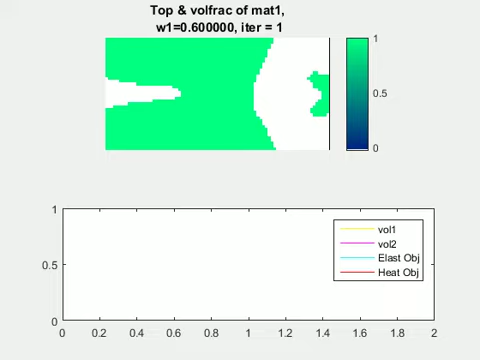 Top & volfrac of mat1,
w1=0.600000, iter = 1
1
0.5
0
1
0.5
0
0 0.2 0.4 0.6 0.8 1 1.2 1.4 1.6 1.8 2
vol1
vol2
Elast Obj
Heat Obj